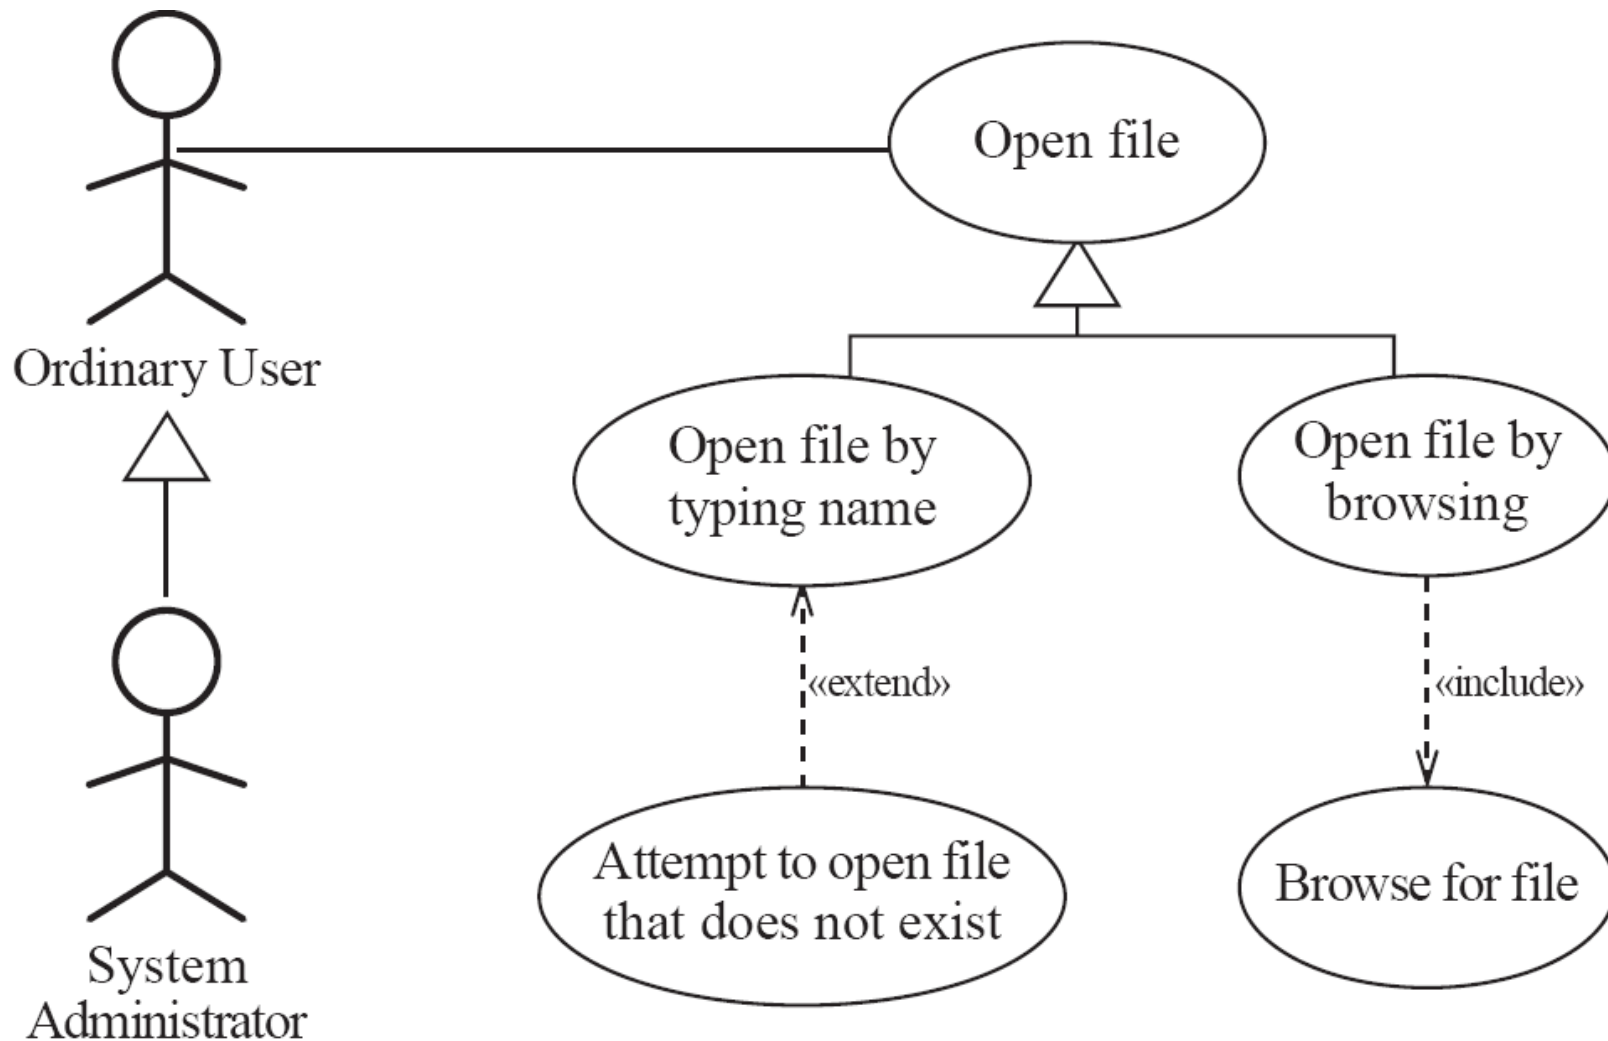 Open file
Ordinary User
Open file by
typing name
Open file by
browsing
«extend»
«include»
Attempt to open file
that does not exist
Browse for file
System
Administrator